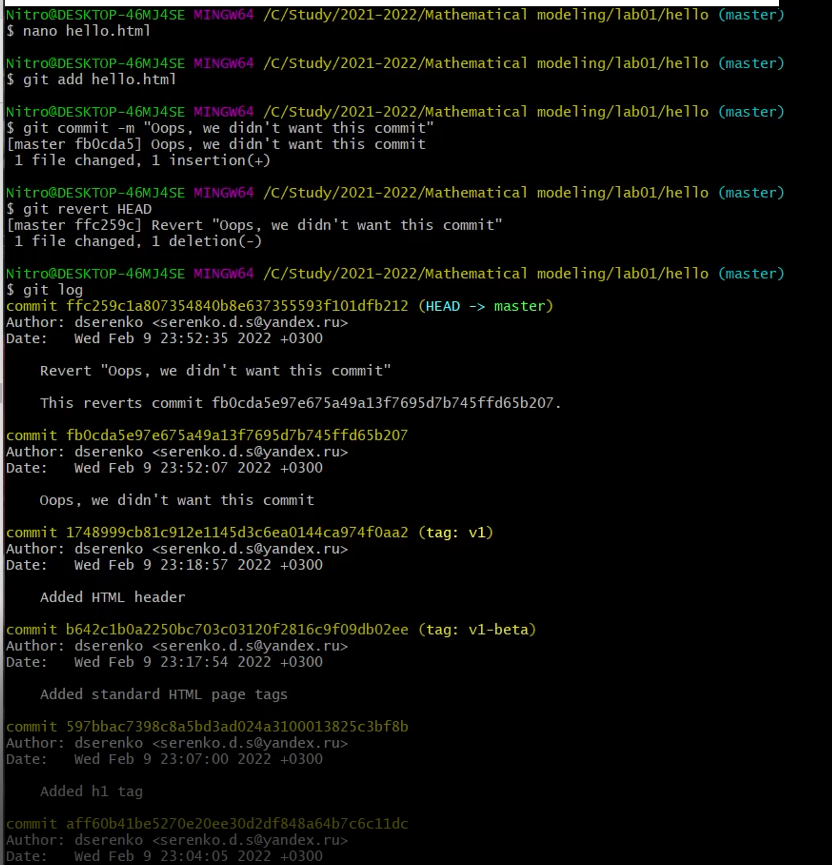 Nitro@DESKTOP-46MJ4SE MINGW64 /C/Study/2021-2022/Mathematical modeling/lab01/hello (master)
$ nano hello.html
Nitro@DESKTOP-46MJ4SE MINGW64 /C/Study/2021-2022/Mathematical modeling/lab01/hello (master)
$ git add hello.html
Nitro@DESKTOP-46MJ4SE MINGW64 /C/Study/2021-2022/Mathematical modeling/lab01/hello (master)
$ git commit -m "Oops, we didn't want this commit"
[master fb0cda5] Oops, we didn't want this commit
 1 file changed, 1 insertion(+)
Nitro@DESKTOP-46MJ4SE MINGW64 /C/Study/2021-2022/Mathematical modeling/lab01/hello (master)
$ git revert HEAD
[master ffc259c] Revert "Oops, we didn't want this commit"
 1 file changed, 1 deletion(-)
Nitro@DESKTOP-46MJ4SE MINGW64 /C/Study/2021-2022/Mathematical modeling/lab01/hello (master)
$ git log
commit ffc259c1a807354840b8e637355593f101dfb212 (HEAD -> master)
Author: dserenko <serenko.d.s@yandex.ru>
Date:   Wed Feb 9 23:52:35 2022 +0300
    Revert "Oops, we didn't want this commit"
    This reverts commit fb0cda5e97e675a49a13f7695d7b745ffd65b207.
commit fb0cda5e97e675a49a13f7695d7b745ffd65b207
Author: dserenko <serenko.d.s@yandex.ru>
Date:   Wed Feb 9 23:52:07 2022 +0300
    Oops, we didn't want this commit
commit 1748999cb81c912e1145d3c6ea0144ca974f0aa2 (tag: v1)
Author: dserenko <serenko.d.s@yandex.ru>
Date:   Wed Feb 9 23:18:57 2022 +0300
    Added HTML header
commit b642c1b0a2250bc703c03120f2816c9f09db02ee (tag: v1-beta)
Author: dserenko <serenko.d.s@yandex.ru>
Date:   Wed Feb 9 23:17:54 2022 +0300
    Added standard HTML page tags
commit 597bbac7398c8a5bd3ad024a3100013825c3bf8b
Author: dserenko <serenko.d.s@yandex.ru>
Date:   Wed Feb 9 23:07:00 2022 +0300
    Added h1 tag
commit aff60b41be5270e20ee30d2df848a64b7c6c11dc
Author: dserenko <serenko.d.s@yandex.ru>
Date:   Wed Feb 9 23:04:05 2022 +0300